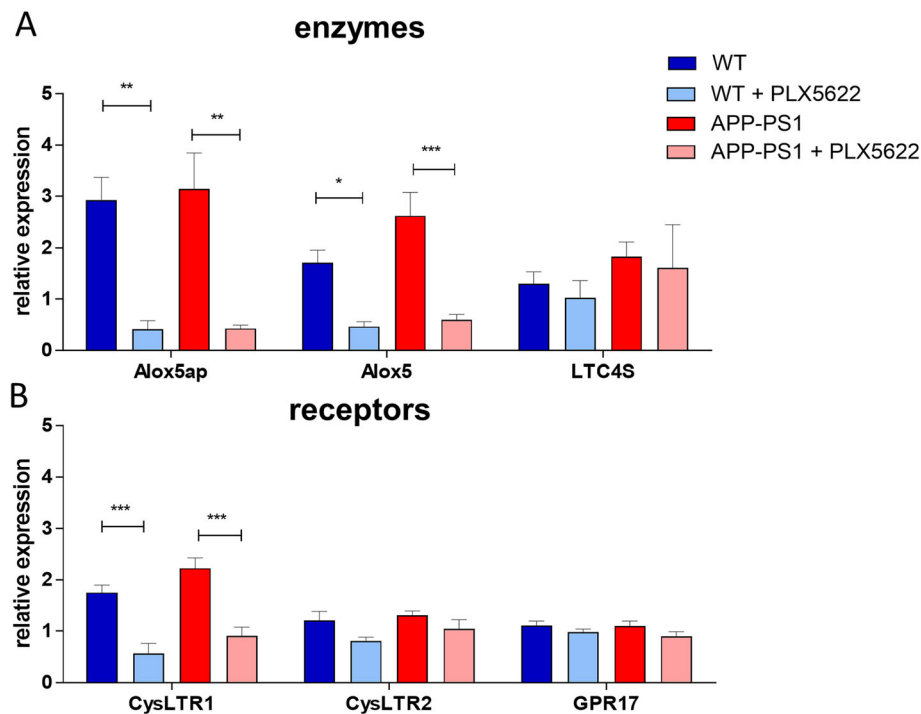 A
enzymes
WT
WT + PLX5622
APP-PS1
APP-PS1 + PLX5622
relative expression
5
4
3
2
1
0
**
**
*
***
Alox5ap
Alox5
LTC4S
B
receptors
relative expression
5
4
3
2
1
0
***
***
CysLTR1
CysLTR2
GPR17